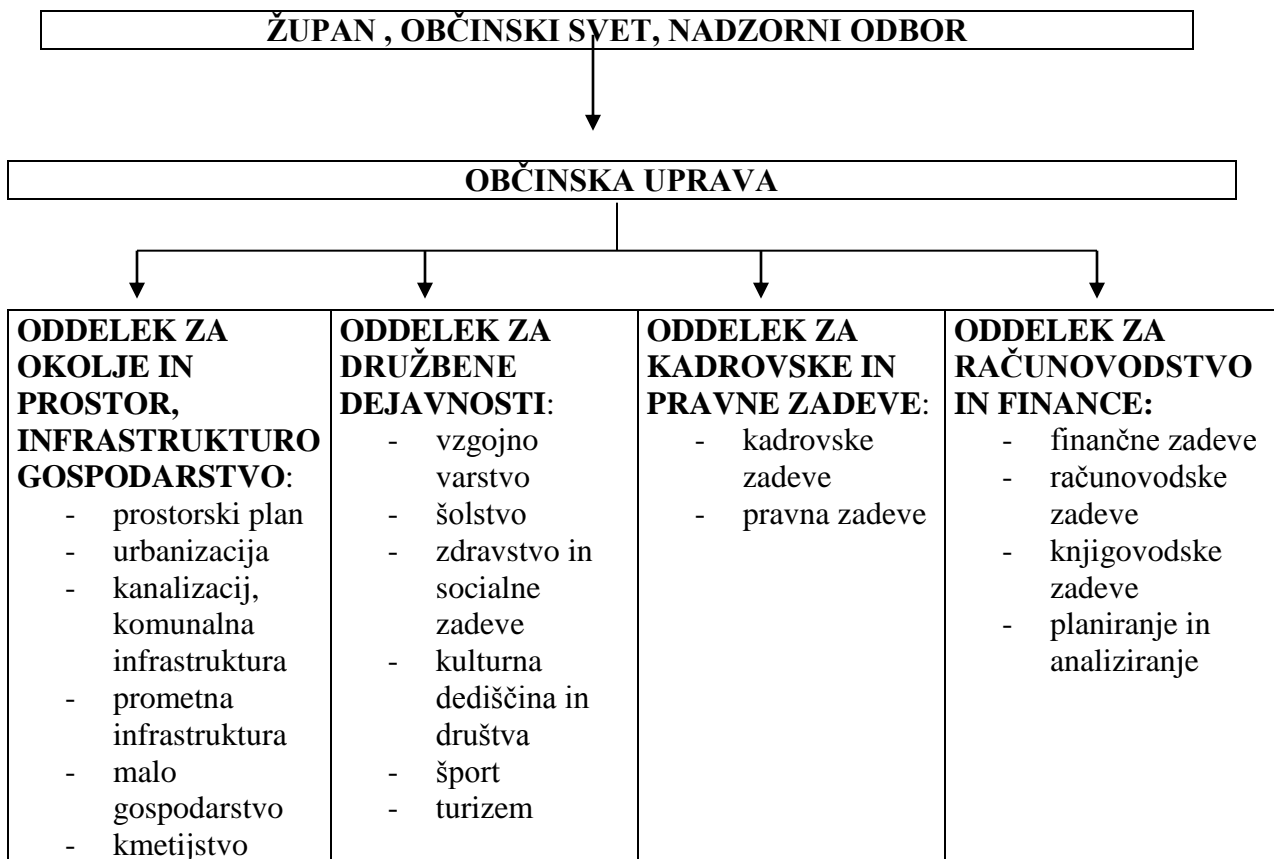 ŽUPAN , OBČINSKI SVET, NADZORNI ODBOR
OBČINSKA UPRAVA
ODDELEK ZA
OKOLJE IN
PROSTOR,
INFRASTRUKTURO
GOSPODARSTVO:
- prostorski plan
- urbanizacija
- kanalizacij,
komunalna
infrastruktura
- prometna
infrastruktura
- malo
gospodarstvo
- kmetijstvo
ODDELEK ZA
DRUŽBENE
DEJAVNOSTI:
- vzgojno
varstvo
- šolstvo
- zdravstvo in
socialne
zadeve
- kulturna
dediščina in
društva
- šport
- turizem
ODDELEK ZA
KADROVSKE IN
PRAVNE ZADEVE:
- kadrovske
zadeve
- pravna zadeve
ODDELEK ZA
RAČUNOVODSTVO
IN FINANCE:
- finančne zadeve
- računovodske
zadeve
- knjigovodske
zadeve
- planiranje in
analiziranje